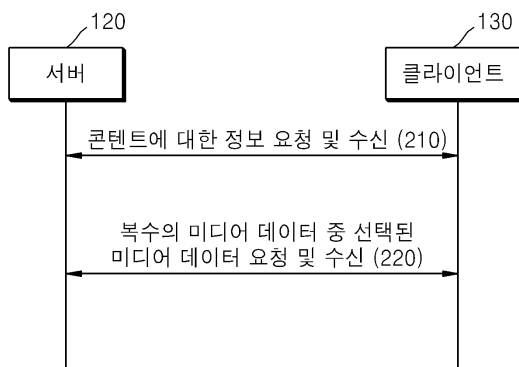 120
130
서버
클라이언트
콘텐트에 대한 정보 요청 및 수신 (210)
복수의 미디어 데이터 중 선택된
미디어 데이터 요청 및 수신 (220)